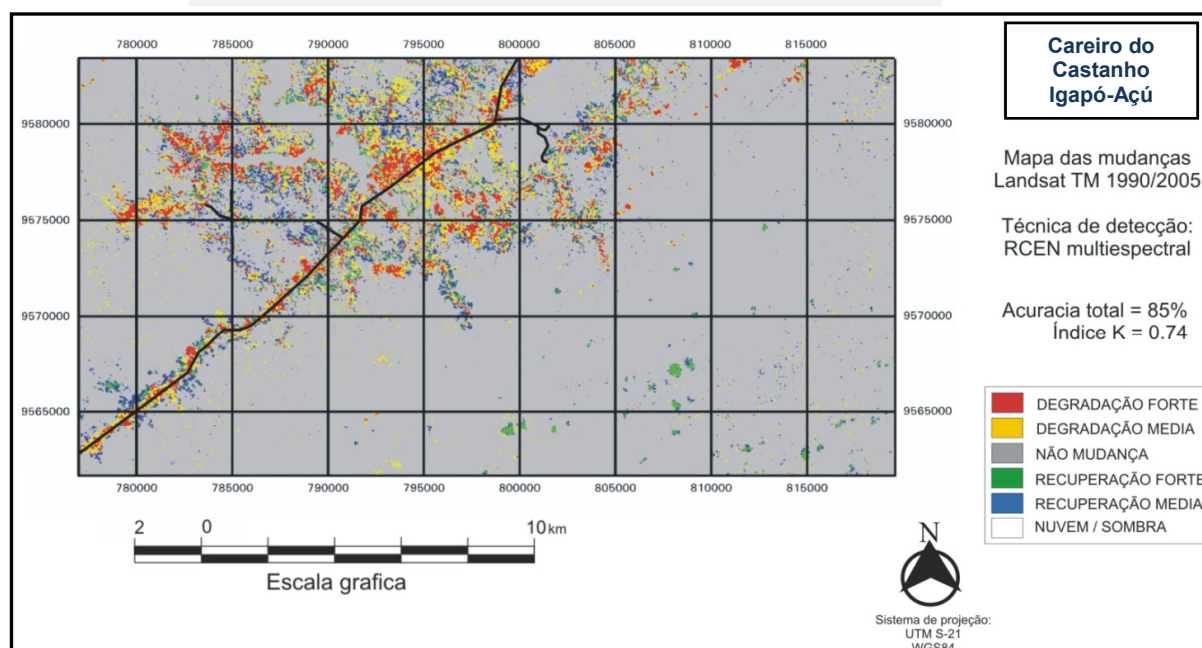 780000 785000 790000 795000 800000 805000 810000 815000
9580000 9580000
9575000 9575000
9570000 9570000
9565000 9565000
780000 785000 790000 795000 800000 805000 810000 815000
2 0 10 km
Escala grafica
Careiro do
Castanho
Igapó-Açú
Mapa das mudanças
Landsat TM 1990/2005
Técnica de detecção:
RCEN multiespectral
Acuracia total = 85%
Índice K = 0.74
DEGRADAÇÃO FORTE
DEGRADAÇÃO MEDIA
NÃO MUDANÇA
RECUPERAÇÃO FORTE
RECUPERAÇÃO MEDIA
NUVEM / SOMBRA
N
Sistema de projeção:
UTM S-21
WGS84